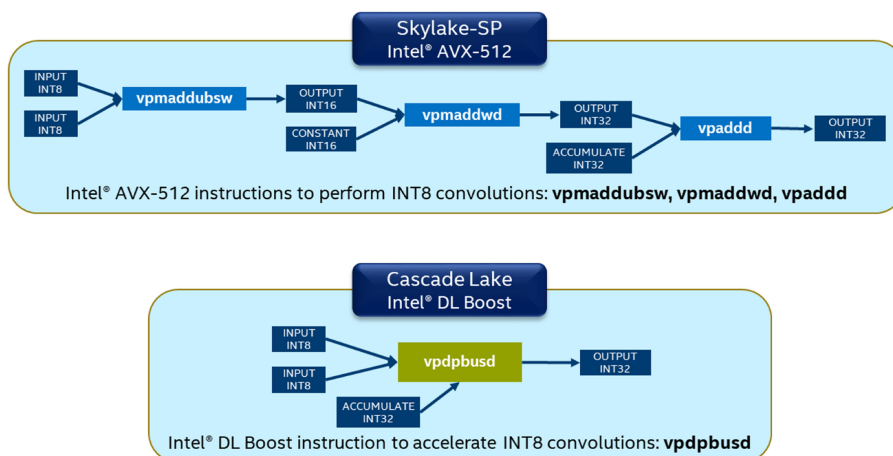 Skylake-SP
Intel® AVX-512
INPUT
INT8
INPUT
INT8
vpmaddubsw
OUTPUT
INT16
CONSTANT
INT16
vpmaddwd
OUTPUT
INT32
ACCUMULATE
INT32
vpaddd
OUTPUT
INT32
Intel® AVX-512 instructions to perform INT8 convolutions: vpmaddubsw, vpmaddwd, vpaddd
Cascade Lake
Intel® DL Boost
INPUT
INT8
INPUT
INT8
vpdpbusd
ACCUMULATE
INT32
OUTPUT
INT32
Intel® DL Boost instruction to accelerate INT8 convolutions: vpdpbusd